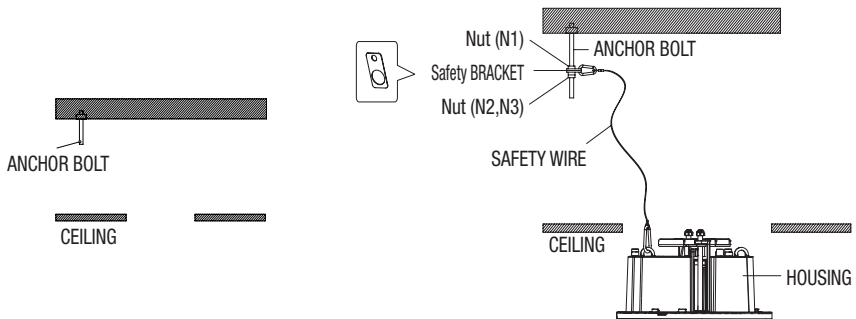 ANCHOR BOLT
CEILING
Nut (N1)
ANCHOR BOLT
Safety BRACKET
Nut (N2,N3)
SAFETY WIRE
CEILING
HOUSING